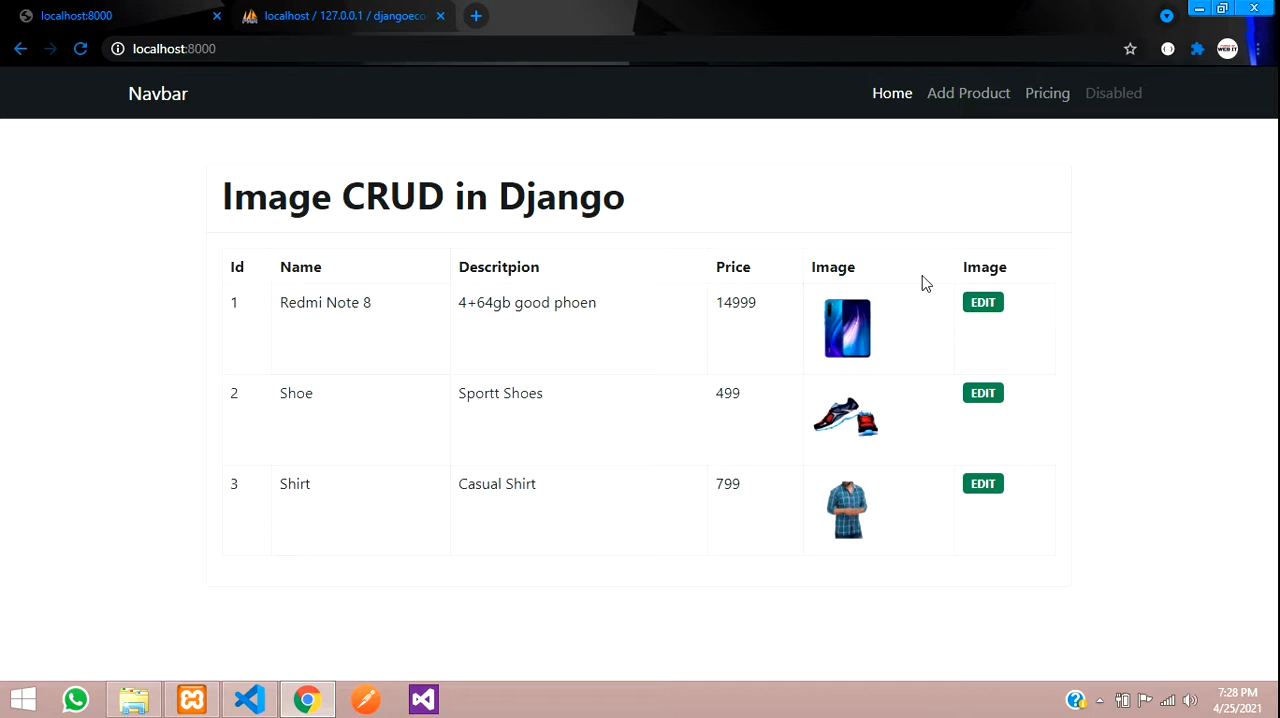 localhost:8000
localhost / 127.0.0.1 / djangoeco
localhost:8000
Navbar
Home Add Product Pricing Disabled
Image CRUD in Django
Id Name Descritpion Price Image Image
1 Redmi Note 8 4+64gb good phoen 14999 EDIT
2 Shoe Sportt Shoes 499 EDIT
3 Shirt Casual Shirt 799 EDIT
7:28 PM
4/25/2021